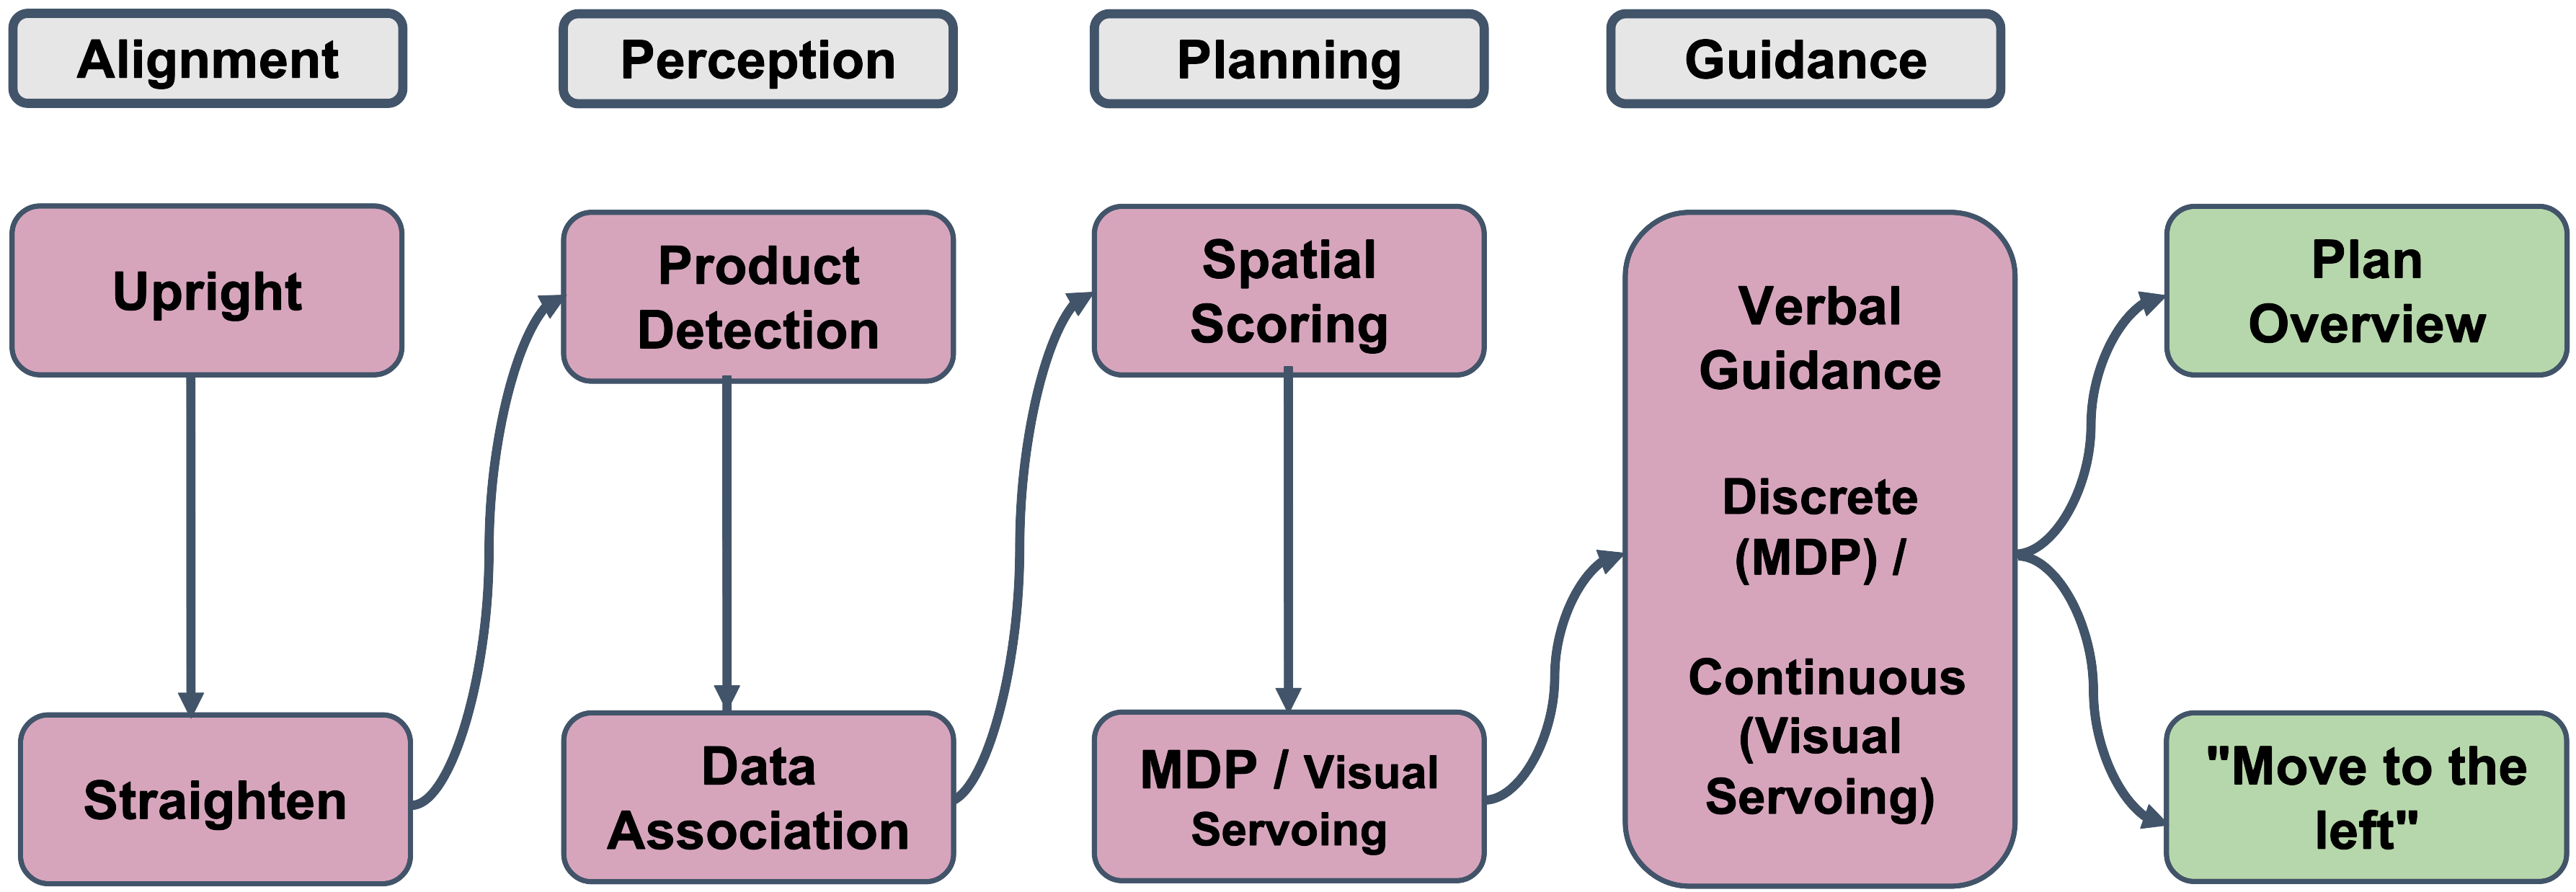 Alignment
Perception
Planning
Guidance
Upright
Straighten
Product
Detection
Data
Association
Spatial
Scoring
MDP / Visual
Servoing
Verbal
Guidance
Discrete
(MDP) /
Continuous
(Visual
Servoing)
Plan
Overview
"Move to the
left"